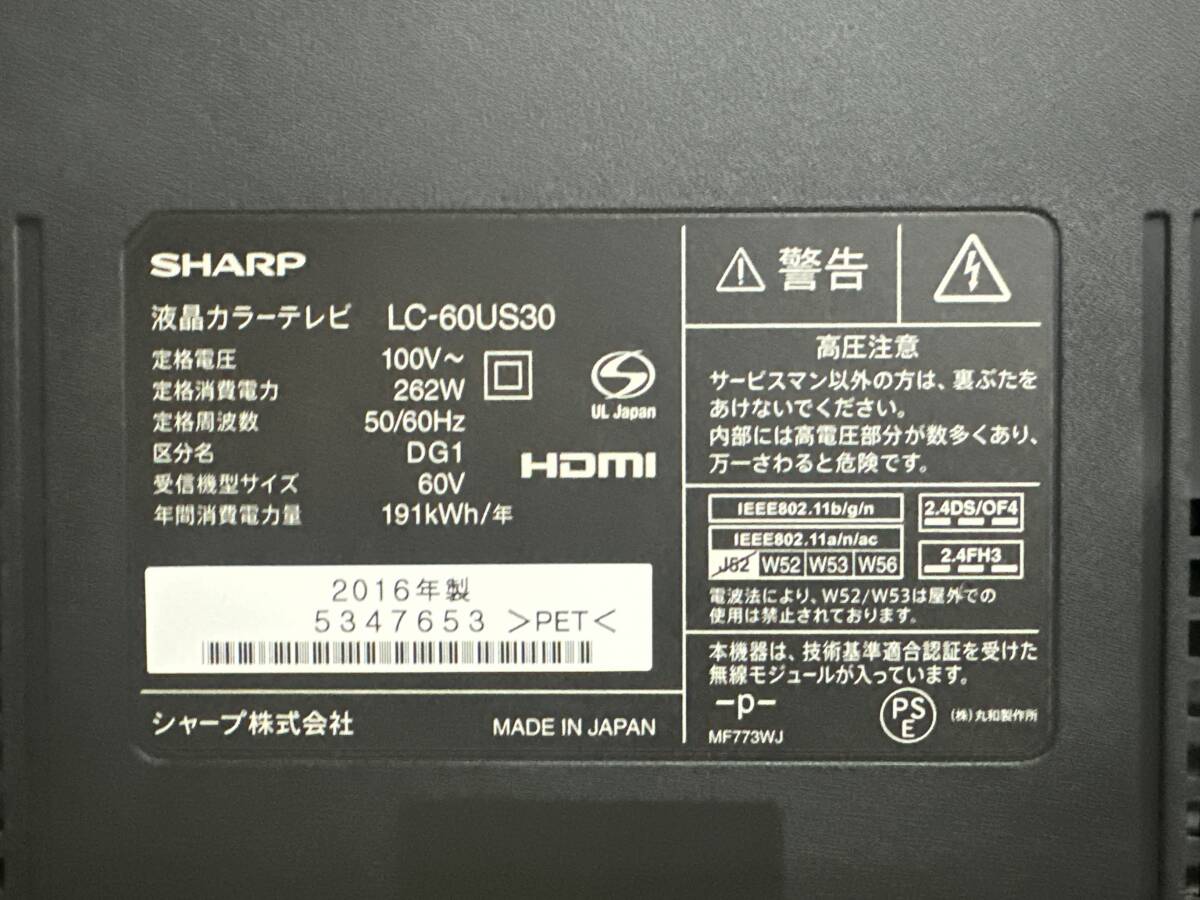 SHARP
液晶カラーテレビ LC-60US30
定格電圧 100V～
定格消費電力 262W
定格周波数 50/60Hz
区分名 DG1
受信機型サイズ 60V
年間消費電力量 191kWh/年
UL Japan
HDMI
2016年製
5347653 >PET<
シャープ株式会社 MADE IN JAPAN
警告
高圧注意
サービスマン以外の方は、裏ぶたを
あけないでください。
内部には高電圧部分が数多くあり、
万一さわると危険です。
IEEE802.11b/g/n
IEEE802.11a/n/ac
J52 W52 W53 W56
2.4DS/OF4
2.4FH3
電波法により、W52/W53は屋外での
使用は禁止されております。
本機器は、技術基準適合認証を受けた
無線モジュールが入っています。
-p-
MF773WJ
PSE
(株)丸和製作所